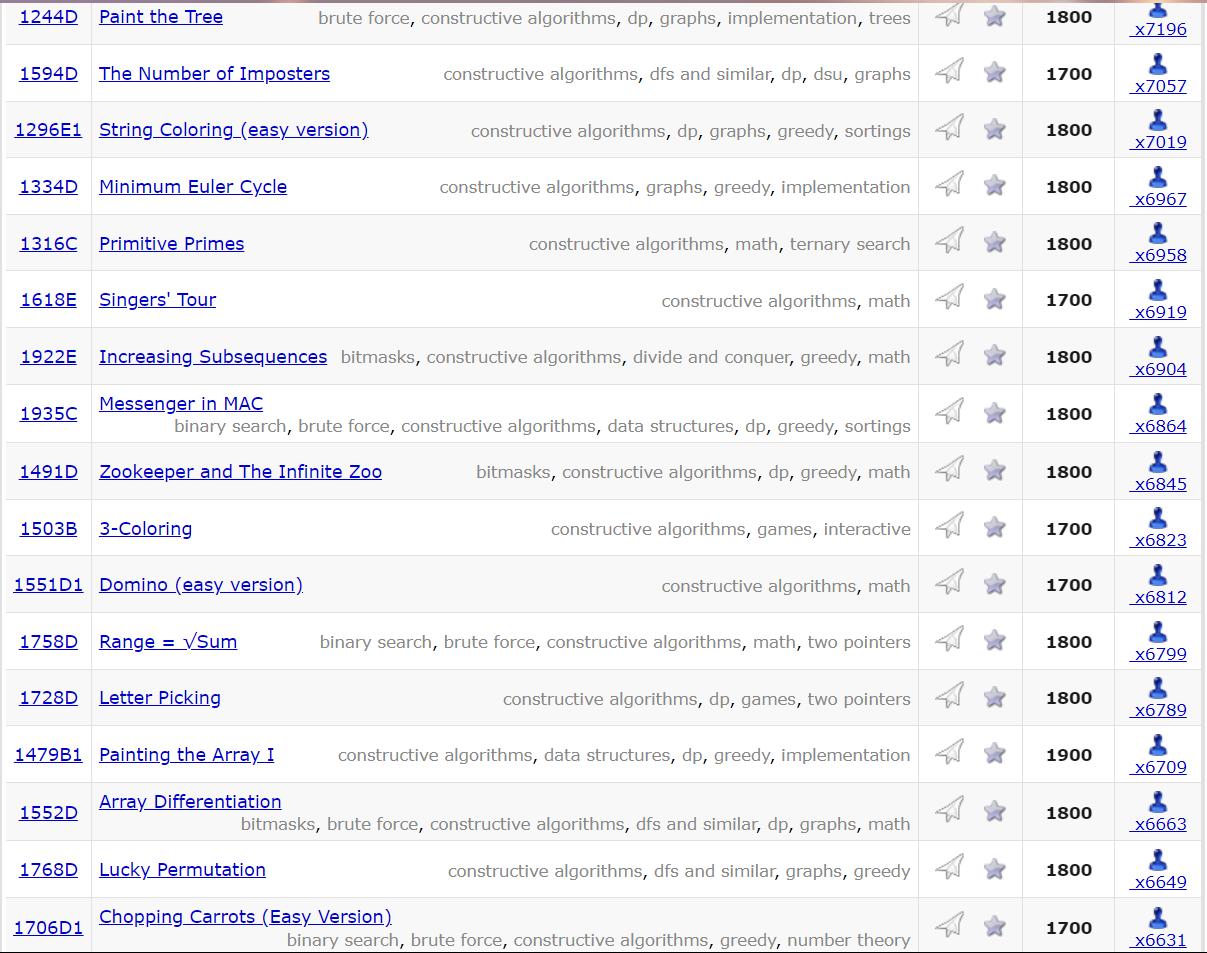 1244D Paint the Tree brute force, constructive algorithms, dp, graphs, implementation, trees 1800 x7196
1594D The Number of Imposters constructive algorithms, dfs and similar, dp, dsu, graphs 1700 x7057
1296E1 String Coloring (easy version) constructive algorithms, dp, graphs, greedy, sortings 1800 x7019
1334D Minimum Euler Cycle constructive algorithms, graphs, greedy, implementation 1800 x6967
1316C Primitive Primes constructive algorithms, math, ternary search 1800 x6958
1618E Singers' Tour constructive algorithms, math 1700 x6919
1922E Increasing Subsequences bitmasks, constructive algorithms, divide and conquer, greedy, math 1800 x6904
Messenger in MAC
1935C binary search, brute force, constructive algorithms, data structures, dp, greedy, sortings 1800 x6864
1491D Zookeeper and The Infinite Zoo bitmasks, constructive algorithms, dp, greedy, math 1800 x6845
1503B 3-Coloring constructive algorithms, games, interactive 1700 x6823
1551D1 Domino (easy version) constructive algorithms, math 1700 x6812
1758D Range = √Sum binary search, brute force, constructive algorithms, math, two pointers 1800 x6799
1728D Letter Picking constructive algorithms, dp, games, two pointers 1800 x6789
1479B1 Painting the Array I constructive algorithms, data structures, dp, greedy, implementation 1900 x6709
Array Differentiation
1552D bitmasks, brute force, constructive algorithms, dfs and similar, dp, graphs, math 1800 x6663
1768D Lucky Permutation constructive algorithms, dfs and similar, graphs, greedy 1800 x6649
Chopping Carrots (Easy Version)
1706D1 binary search, brute force, constructive algorithms, greedy, number theory 1700 x6631